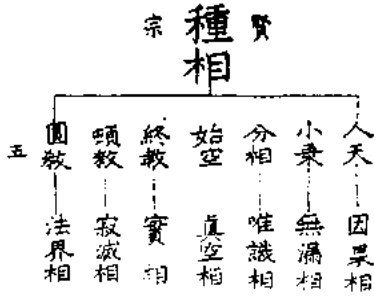 賢 種相 宗
人天 因果相
小乘 無漏相
分相 唯識相
始空 真空相
終教 實相
頓教 寂滅相
圓教 法界相
五